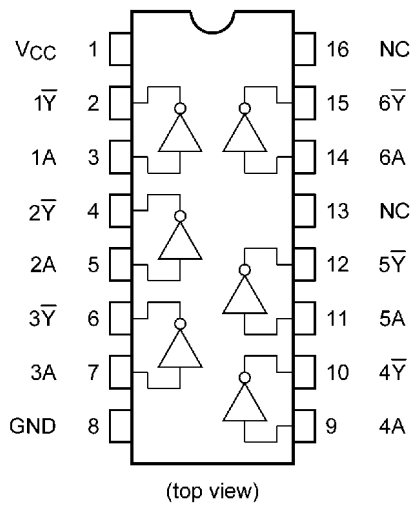 VCC 1 16 NC
1Y̅ 2 15 6Y̅
1A 3 14 6A
2Y̅ 4 13 NC
2A 5 12 5Y̅
3Y̅ 6 11 5A
3A 7 10 4Y̅
GND 8 9 4A
(top view)